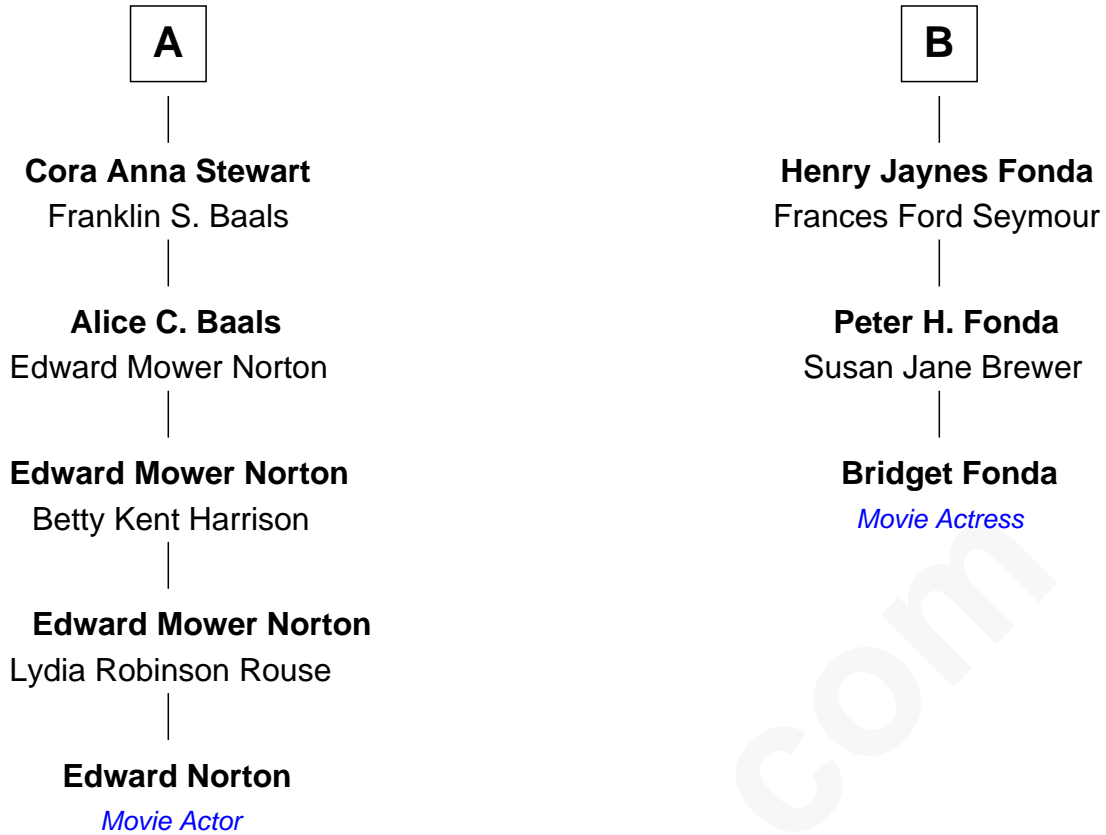 A
Cora Anna Stewart
Franklin S. Baals
Alice C. Baals
Edward Mower Norton
Edward Mower Norton
Betty Kent Harrison
Edward Mower Norton
Lydia Robinson Rouse
Edward Norton
Movie Actor
B
Henry Jaynes Fonda
Frances Ford Seymour
Peter H. Fonda
Susan Jane Brewer
Bridget Fonda
Movie Actress
com